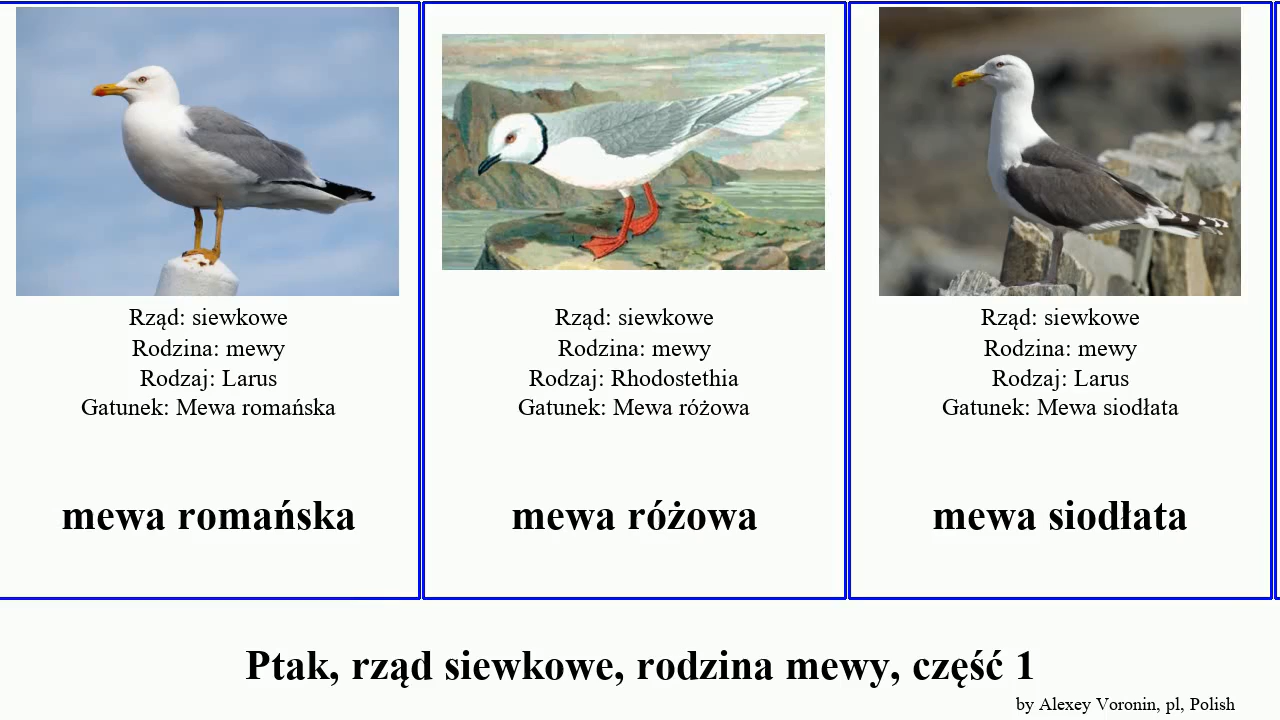 Rząd: siewkowe
Rodzina: mewy
Rodzaj: Larus
Gatunek: Mewa romańska
mewa romańska
Rząd: siewkowe
Rodzina: mewy
Rodzaj: Rhodostethia
Gatunek: Mewa różowa
mewa różowa
Rząd: siewkowe
Rodzina: mewy
Rodzaj: Larus
Gatunek: Mewa siodłata
mewa siodłata
Ptak, rząd siewkowe, rodzina mewy, część 1
by Alexey Voronin, pl, Polish